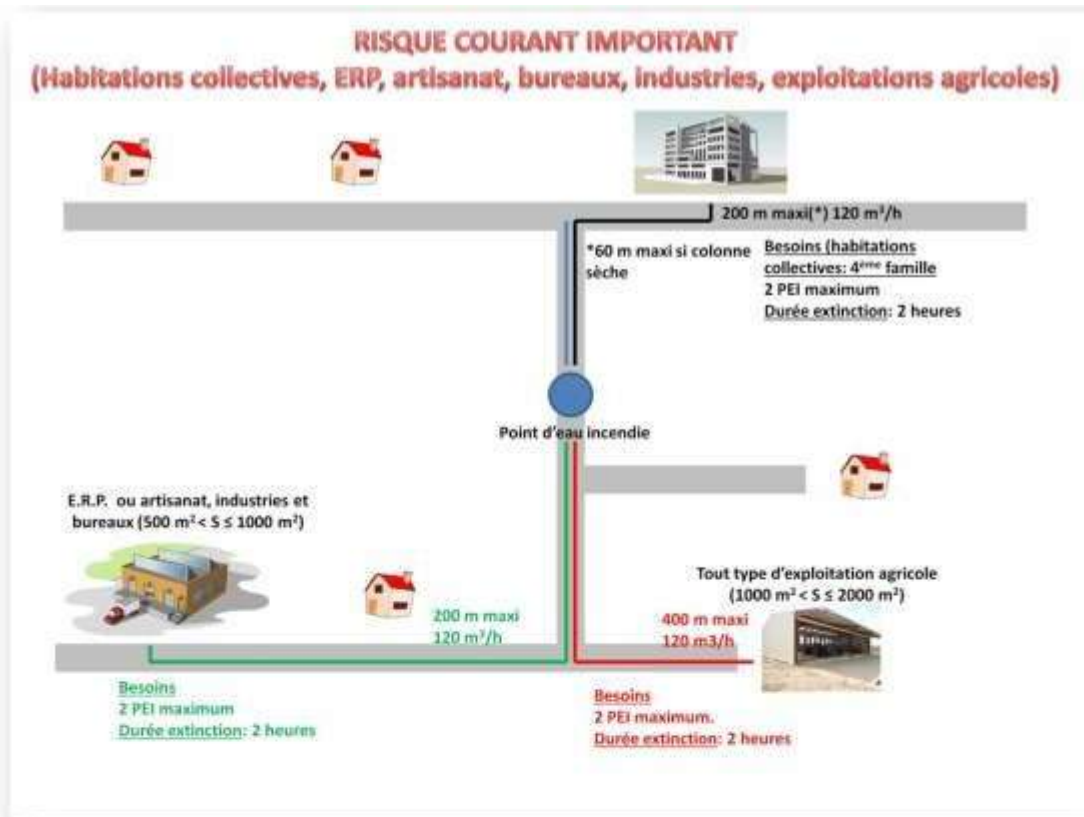 RISQUE COURANT IMPORTANT
(Habitations collectives, ERP, artisanat, bureaux, industries, exploitations agricoles)
200 m maxi(*) 120 m³/h
*60 m maxi si colonne
sèche
Besoins (habitations
collectives: 4ème famille
2 PEI maximum
Durée extinction: 2 heures
Point d'eau incendie
E.R.P. ou artisanat, industries et
bureaux (500 m² < S ≤ 1000 m²)
200 m maxi
120 m³/h
Besoins
2 PEI maximum
Durée extinction: 2 heures
Tout type d'exploitation agricole
(1000 m² < S ≤ 2000 m²)
400 m maxi
120 m3/h
Besoins
2 PEI maximum.
Durée extinction: 2 heures